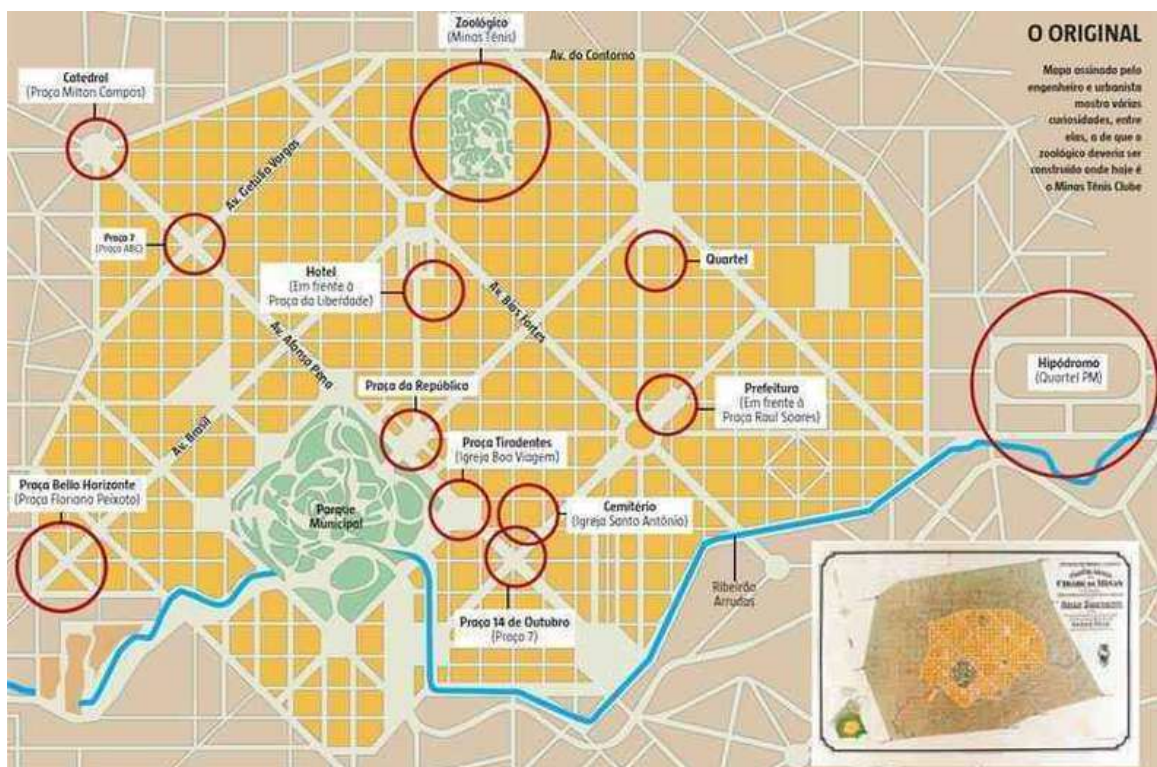 Zoológico
(Minas Tênis)
Av. do Contorno
O ORIGINAL
Mapa assinado pelo
engenheiro e urbanista
mostra várias
curiosidades, entre
elas, a de que o
zoológico deveria ser
construído onde hoje é
o Minas Tênis Clube
Catedral
(Praça Milton Campos)
Av. Getúlio Vargas
Praça 7
(Praça ABC)
Hotel
(Em frente à
Praça da Liberdade)
Quartel
Av. Bias Fortes
Av. Afonso Pena
Hipódromo
(Quartel PM)
Praça da República
Prefeitura
(Em frente à
Praça Raul Soares)
Av. Brasil
Praça Tiradentes
(Igreja Boa Viagem)
Praça Bello Horizonte
(Praça Floriano Peixoto)
Parque
Municipal
Cemitério
(Igreja Santo Antônio)
Ribeirão
Arrudas
Praça 14 de Outubro
(Praça 7)
CIDADE DE MINAS